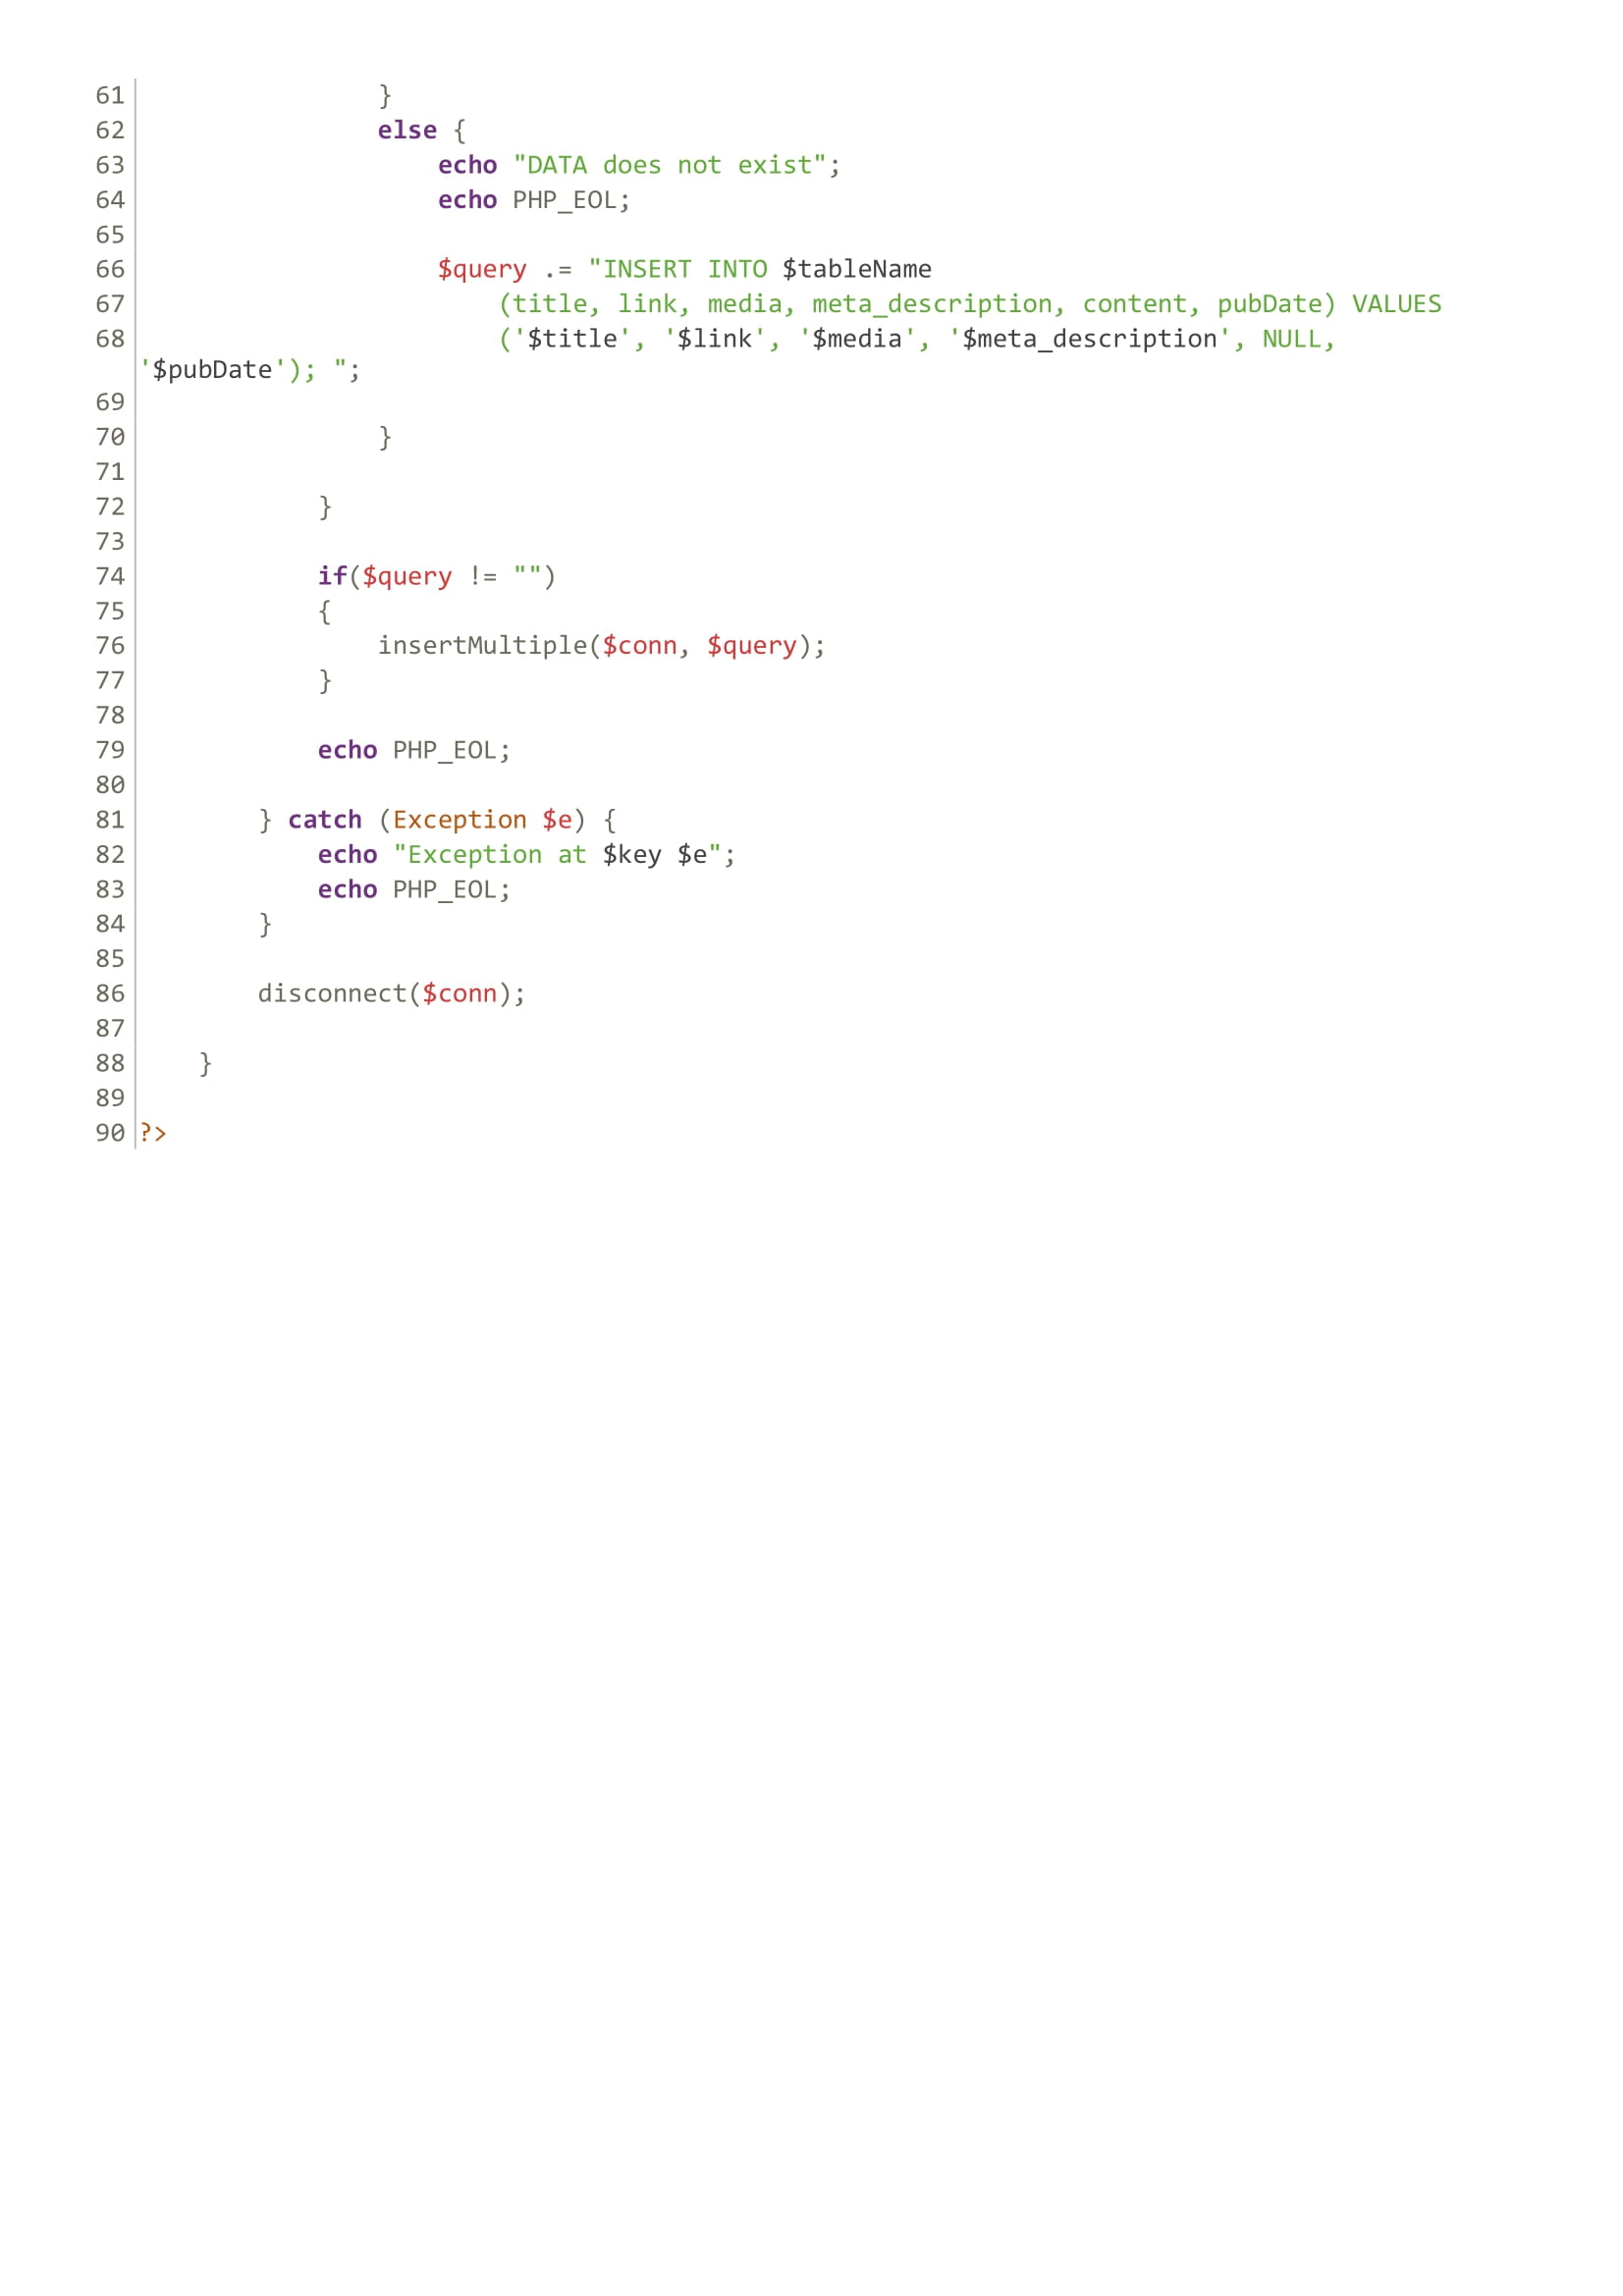 61 }
62 else {
63 echo "DATA does not exist";
64 echo PHP_EOL;
65
66 $query .= "INSERT INTO $tableName
67 (title, link, media, meta_description, content, pubDate) VALUES
68 ('$title', '$link', '$media', '$meta_description', NULL,
'$pubDate'); ";
69
70 }
71
72 }
73
74 if($query != "")
75 {
76 insertMultiple($conn, $query);
77 }
78
79 echo PHP_EOL;
80
81 } catch (Exception $e) {
82 echo "Exception at $key $e";
83 echo PHP_EOL;
84 }
85
86 disconnect($conn);
87
88 }
89
90 ?>